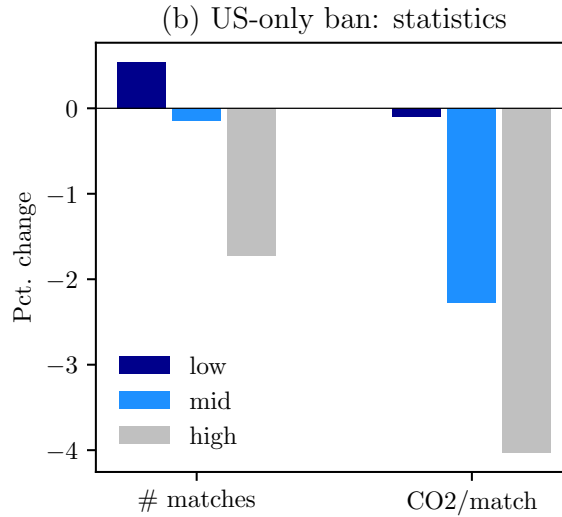 (b) US-only ban: statistics
Pct. change
0
−1
−2
−3
−4
low
mid
high
# matches
CO2/match